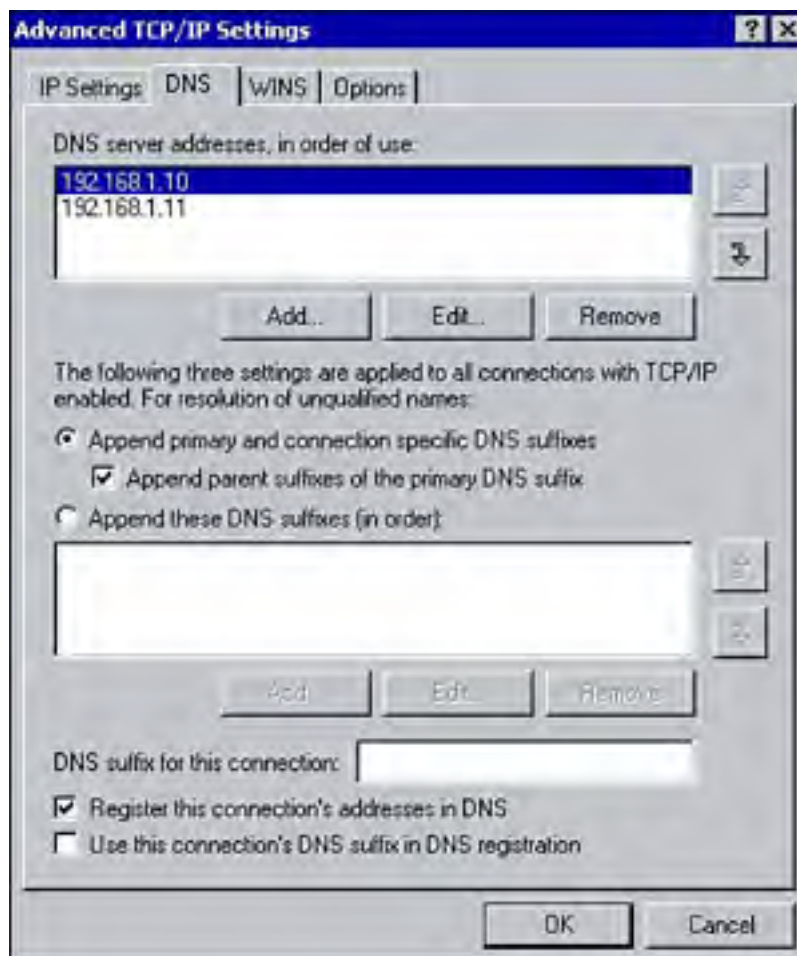 Advanced TCP/IP Settings
IP Settings DNS WINS Options
DNS server addresses, in order of use:
192.168.1.10
192.168.1.11
Add... Edit... Remove
The following three settings are applied to all connections with TCP/IP
enabled. For resolution of unqualified names:
Append primary and connection specific DNS suffixes
Append parent suffixes of the primary DNS suffix
Append these DNS suffixes (in order):
Add... Edit... Remove
DNS suffix for this connection:
Register this connection's addresses in DNS
Use this connection's DNS suffix in DNS registration
OK Cancel